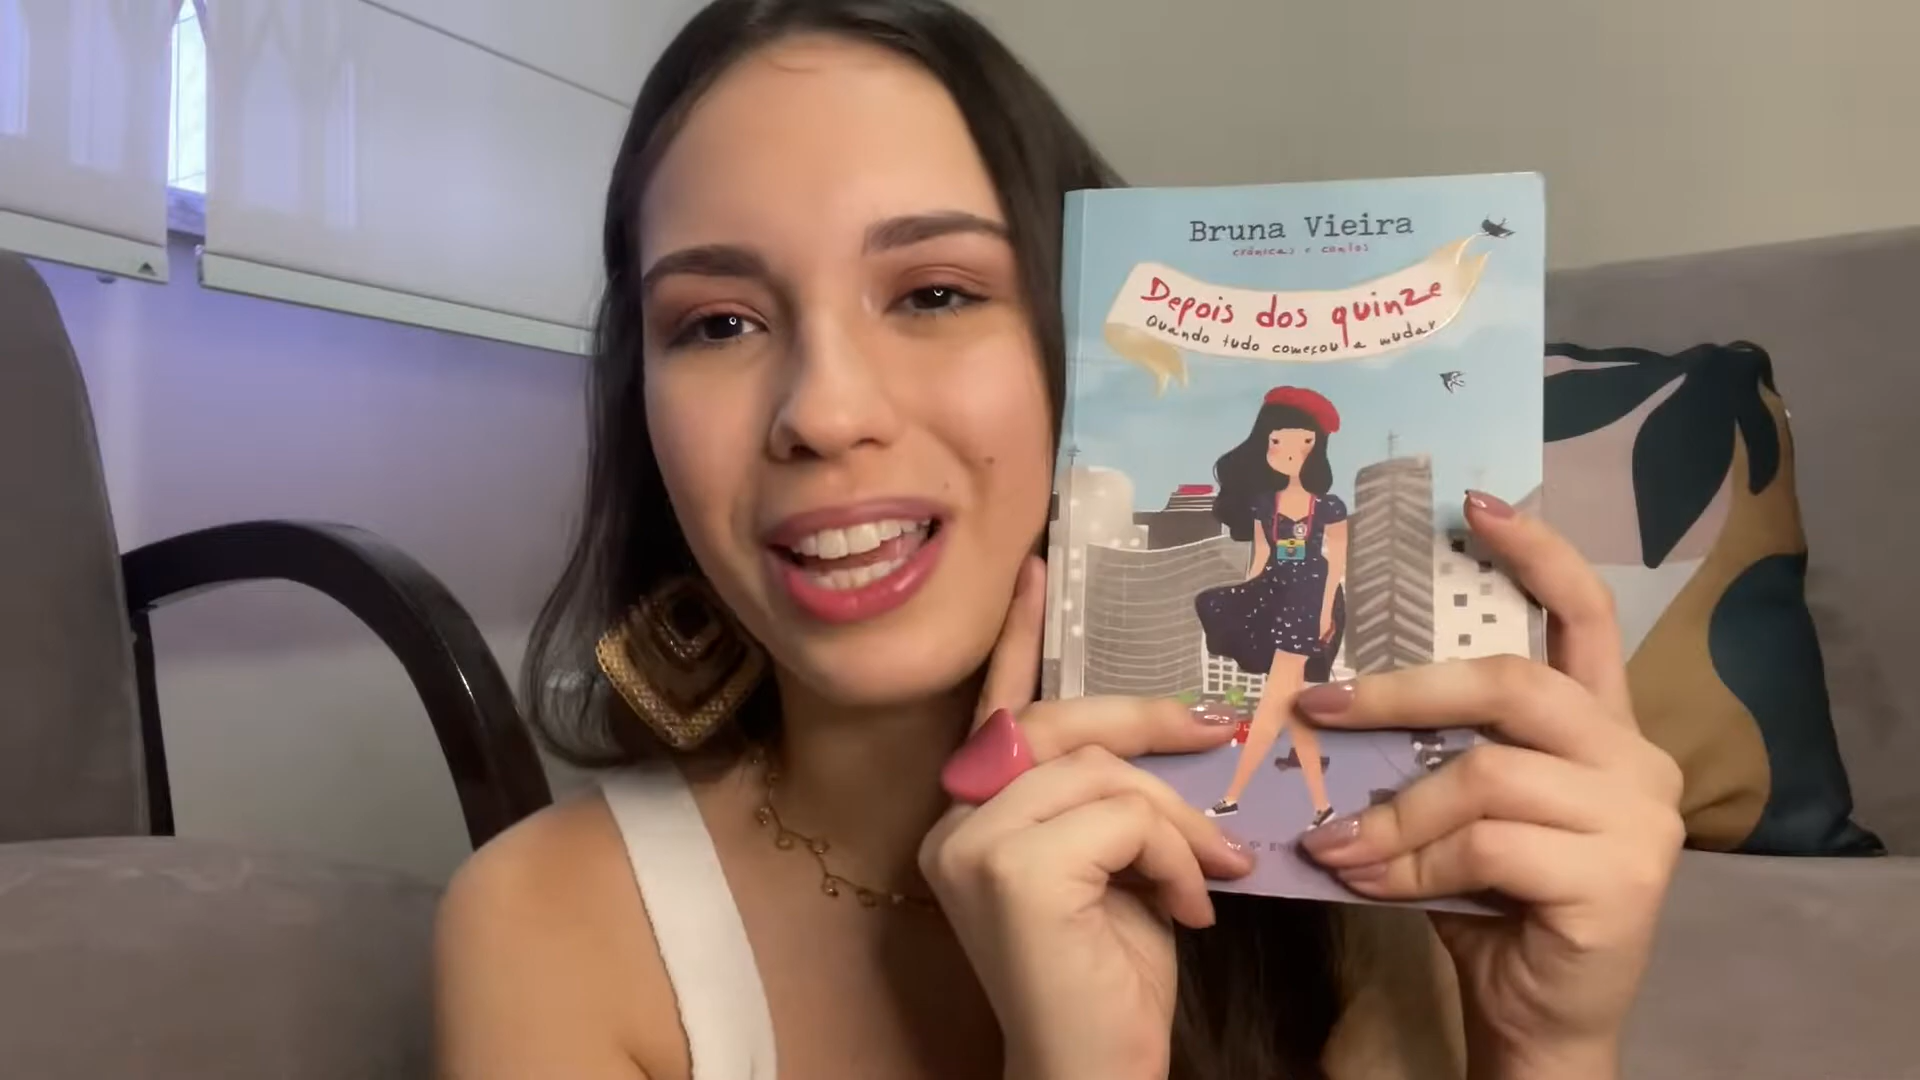 Bruna Vieira
crônicas e contos
Depois dos quinze
Quando tudo começou a mudar